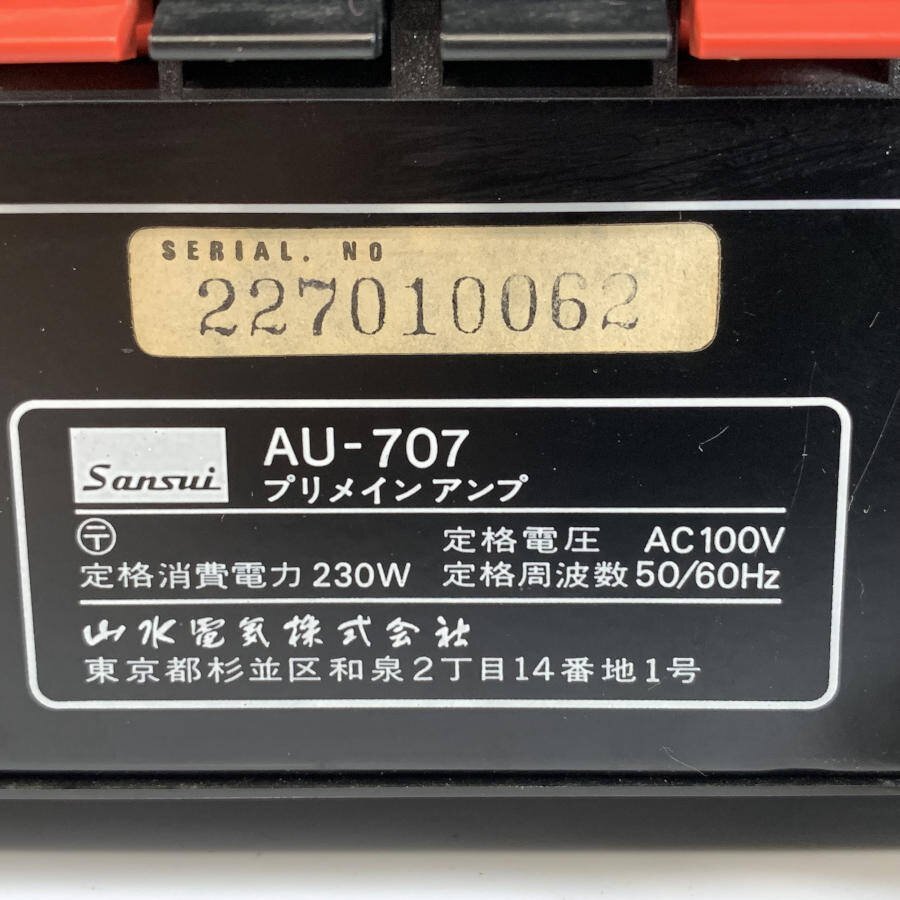 SERIAL. NO
227010062
Sansui
AU-707
プリメインアンプ
〶
定格電圧 AC100V
定格消費電力 230W 定格周波数 50/60Hz
山水電気株式会社
東京都杉並区和泉2丁目14番地1号